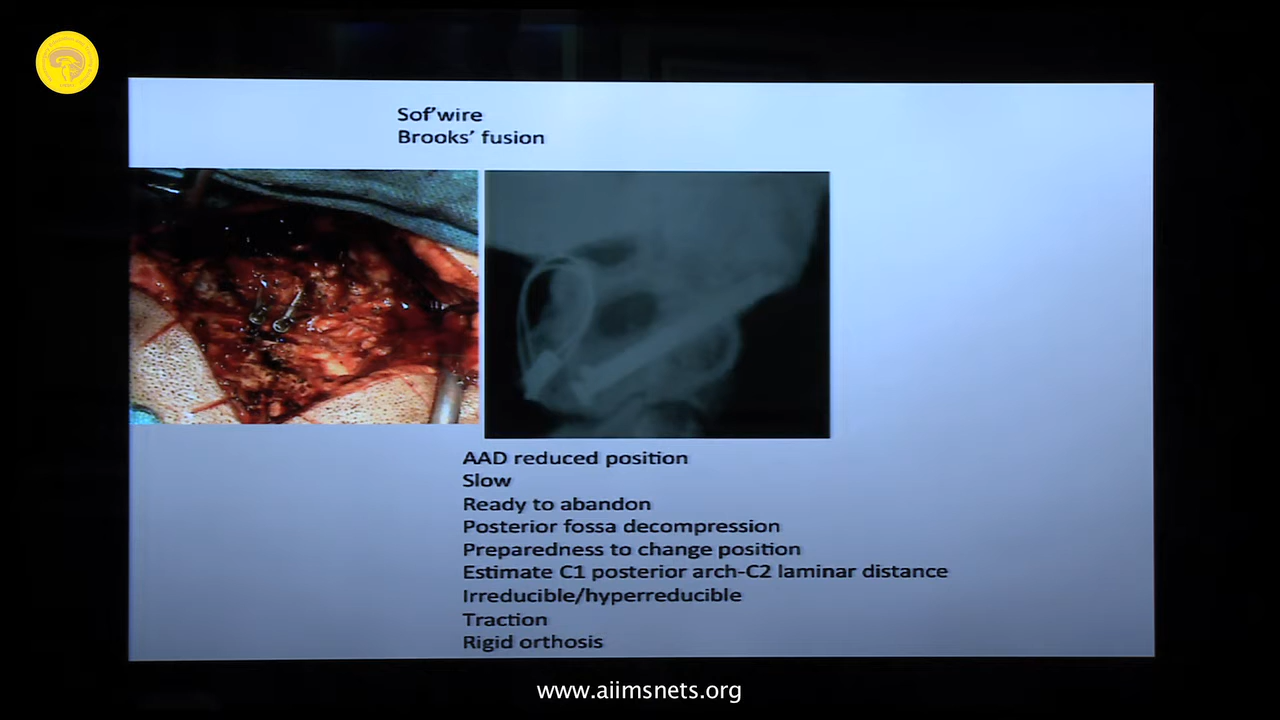 Sof'wire
Brooks' fusion
AAD reduced position
Slow
Ready to abandon
Posterior fossa decompression
Preparedness to change position
Estimate C1 posterior arch-C2 laminar distance
Irreducible/hyperreducible
Traction
Rigid orthosis
www.aiimsnets.org